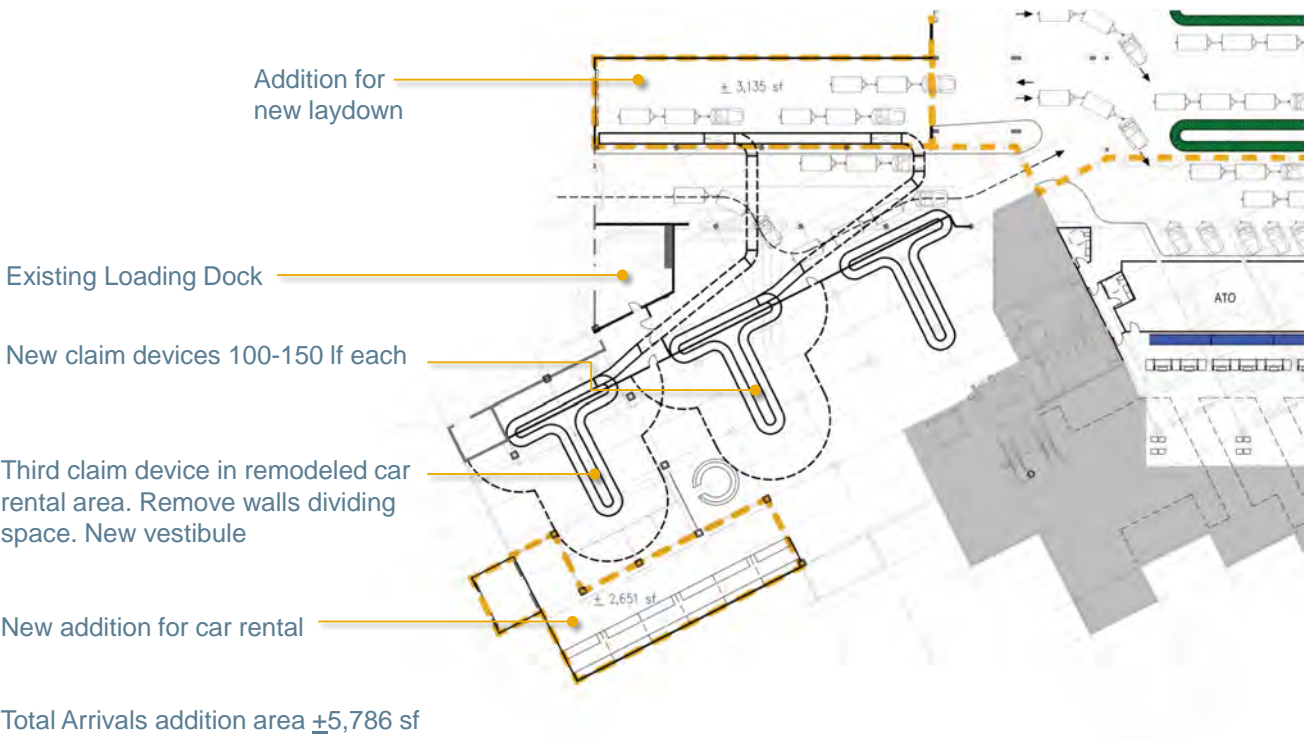 Addition for
new laydown
± 3,135 sf
Existing Loading Dock
ATO
New claim devices 100-150 lf each
Third claim device in remodeled car
rental area. Remove walls dividing
space. New vestibule
± 2,651 sf
New addition for car rental
Total Arrivals addition area ±5,786 sf